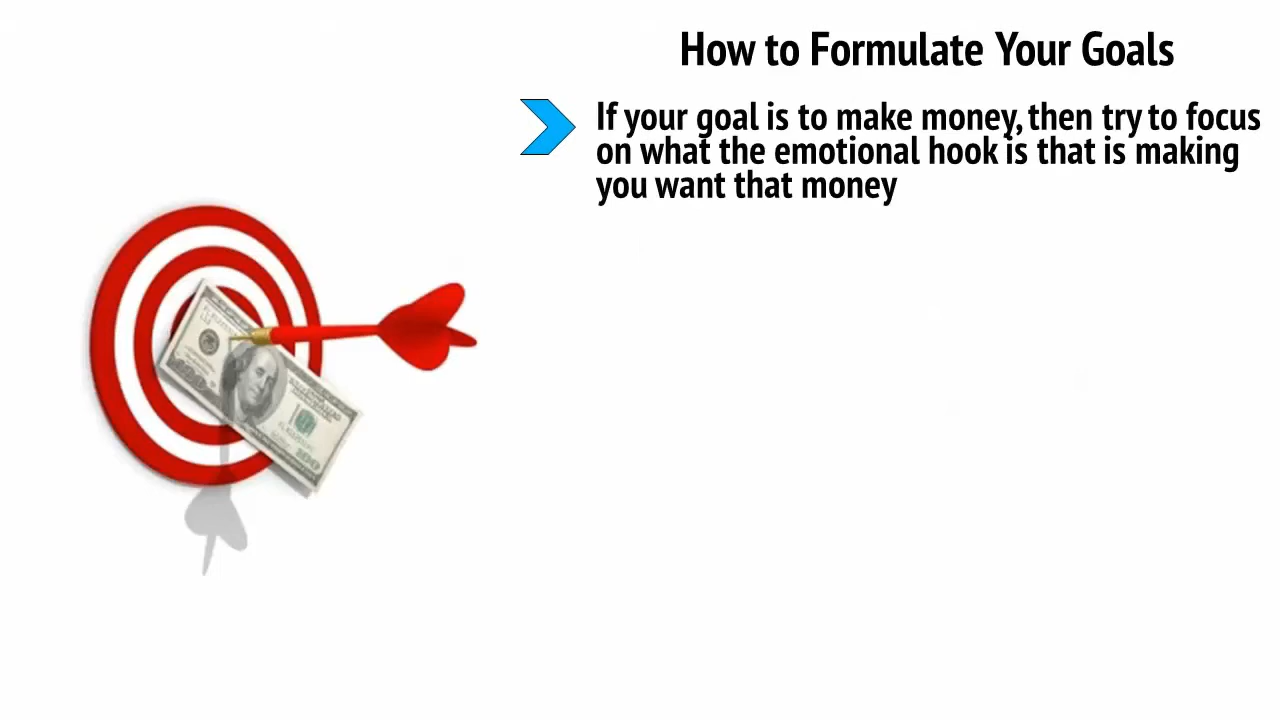 How to Formulate Your Goals
If your goal is to make money, then try to focus
on what the emotional hook is that is making
you want that money
100